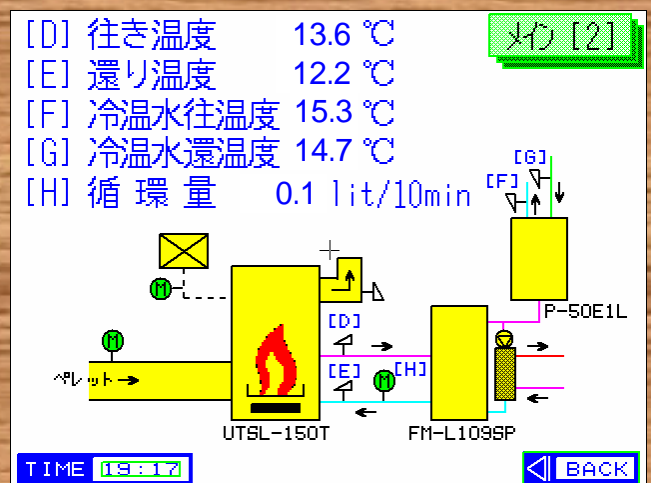 [D] 往き温度 13.6 ℃
ﾒｲﾝ [2]
[E] 還り温度 12.2 ℃
[F] 冷温水往温度 15.3 ℃
[G] 冷温水還温度 14.7 ℃
[H] 循環量 0.1 lit/10min
[G]
[F]
M
P-50E1L
[D]
M
[E]
M
[H]
ﾍﾟﾚｯﾄ→
UTSL-150T
FM-L109SP
TIME 19:17
BACK